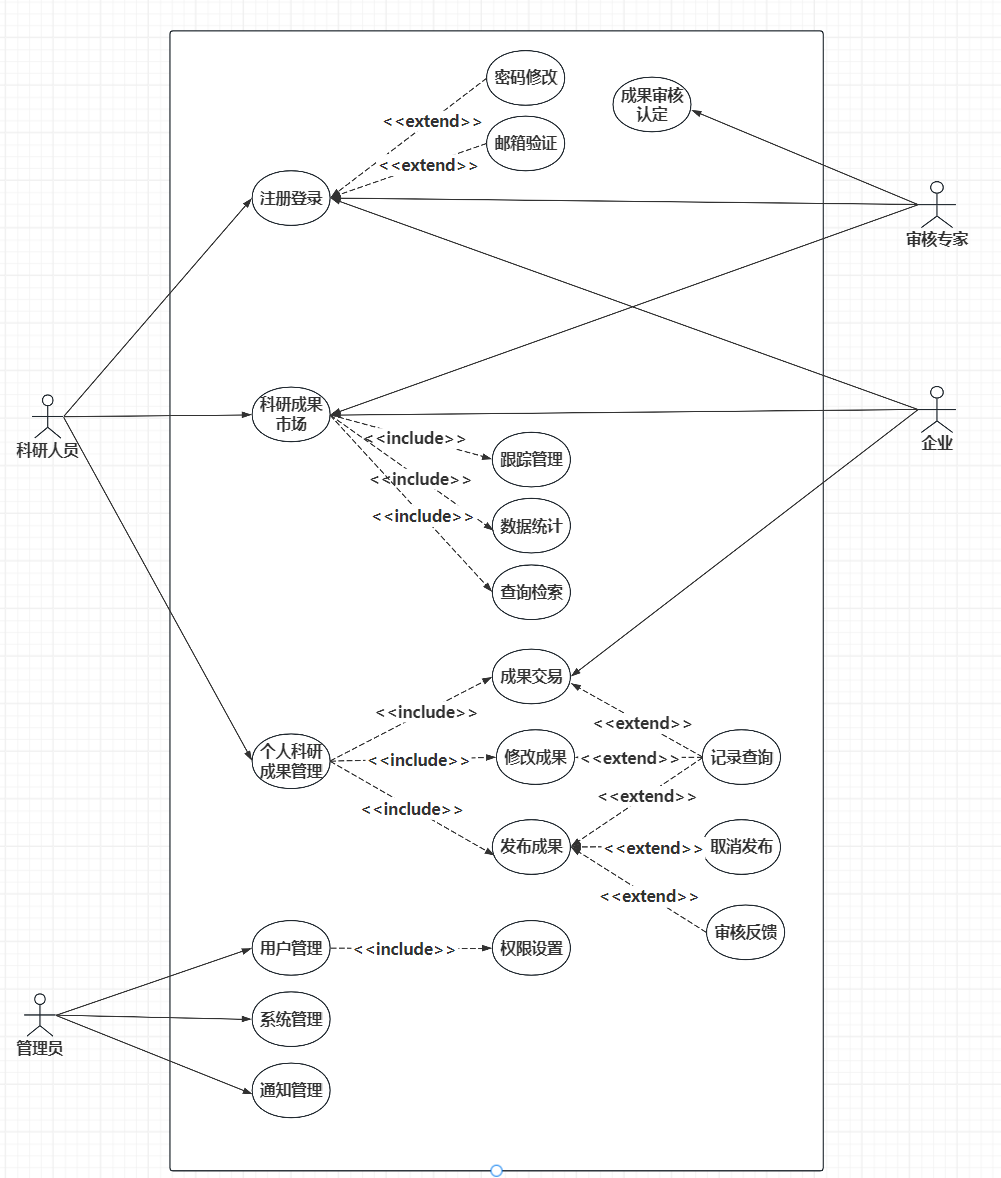 密码修改
成果审核
认定
<<extend>>
邮箱验证
<<extend>>
注册登录
审核专家
科研成果
市场
<<include>>
科研人员
企业
跟踪管理
<<include>>
<<include>>
数据统计
查询检索
成果交易
<<include>>
<<extend>>
个人科研
成果管理
<<include>>
修改成果
<<extend>>
记录查询
<<extend>>
<<include>>
发布成果
<<extend>>
取消发布
<<extend>>
审核反馈
用户管理
<<include>>
权限设置
系统管理
管理员
通知管理